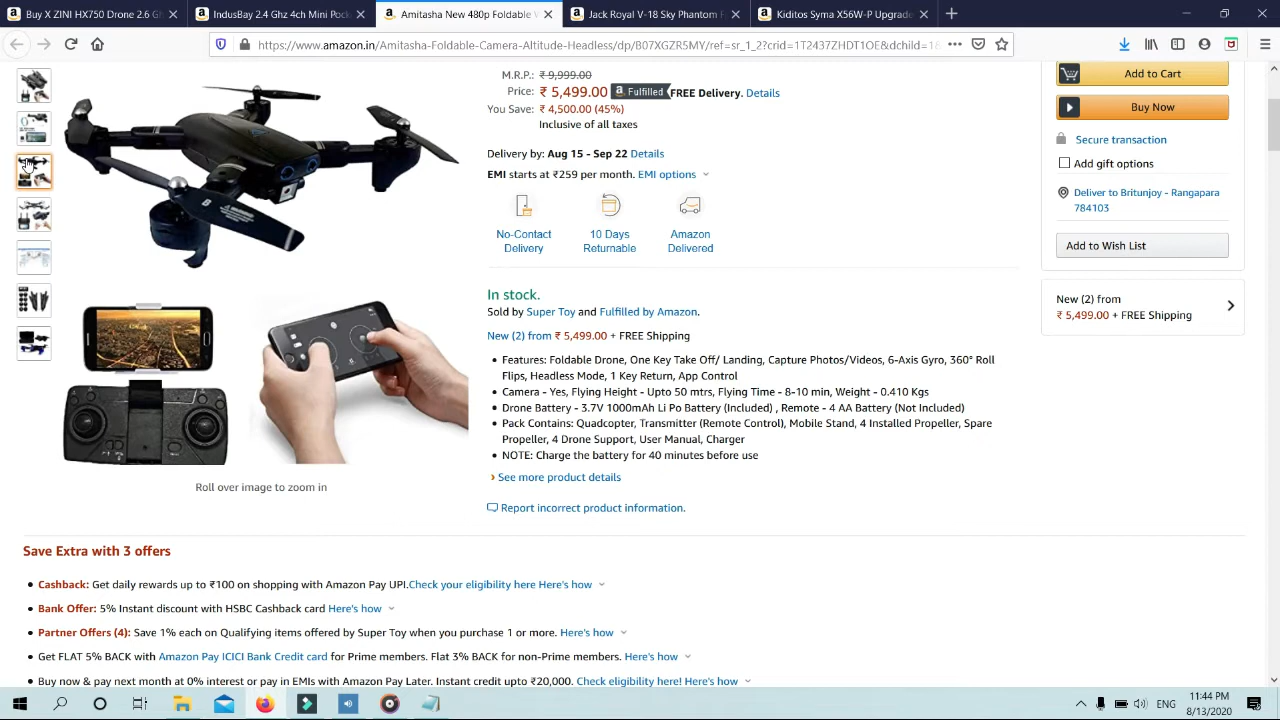 Buy X ZINI HX750 Drone 2.6 Gh
IndusBay 2.4 Ghz 4ch Mini Pock
Amitasha New 480p Foldable
Jack Royal V-18 Sky Phantom
Kiditos Syma X56W-P Upgrade
https://www.amazon.in/Amitasha-Foldable-Camera-Attitude-Headless/dp/B07XGZR5MY/ref=sr_1_2?crid=1T2437Z7HDT1OE&dchild=1
M.R.P.: ₹ 9,999.00
Price: ₹ 5,499.00 Fulfilled FREE Delivery. Details
You Save: ₹ 4,500.00 (45%)
Inclusive of all taxes
Delivery by: Aug 15 - Sep 22 Details
EMI starts at ₹259 per month. EMI options
No-Contact Delivery
10 Days Returnable
Amazon Delivered
In stock.
Sold by Super Toy and Fulfilled by Amazon.
New (2) from ₹ 5,499.00 + FREE Shipping
• Features: Foldable Drone, One Key Take Off/ Landing, Capture Photos/Videos, 6-Axis Gyro, 360° Roll
Flips, Headless Mode, 1 Key Return, App Control
• Camera - Yes, Flying Height - Upto 50 mtrs, Flying Time - 8-10 min, Weight - 0.410 Kgs
• Drone Battery - 3.7V 1000mAh Li Po Battery (Included) , Remote - 4 AA Battery (Not Included)
• Pack Contains: Quadcopter, Transmitter (Remote Control), Mobile Stand, 4 Installed Propeller, Spare
Propeller, 4 Drone Support, User Manual, Charger
• NOTE: Charge the battery for 40 minutes before use
› See more product details
Report incorrect product information.
Roll over image to zoom in
Add to Cart
Buy Now
Secure transaction
Add gift options
Deliver to Britunjoy - Rangapara
784103
Add to Wish List
New (2) from
₹ 5,499.00 + FREE Shipping
Save Extra with 3 offers
• Cashback: Get daily rewards up to ₹100 on shopping with Amazon Pay UPI.Check your eligibility here Here's how
• Bank Offer: 5% Instant discount with HSBC Cashback card Here's how
• Partner Offers (4): Save 1% each on Qualifying items offered by Super Toy when you purchase 1 or more. Here's how
• Get FLAT 5% BACK with Amazon Pay ICICI Bank Credit card for Prime members. Flat 3% BACK for non-Prime members. Here's how
• Buy now & pay next month at 0% interest or pay in EMIs with Amazon Pay Later. Instant credit upto ₹20,000. Check eligibility here! Here's how
ENG
11:44 PM
8/13/2020